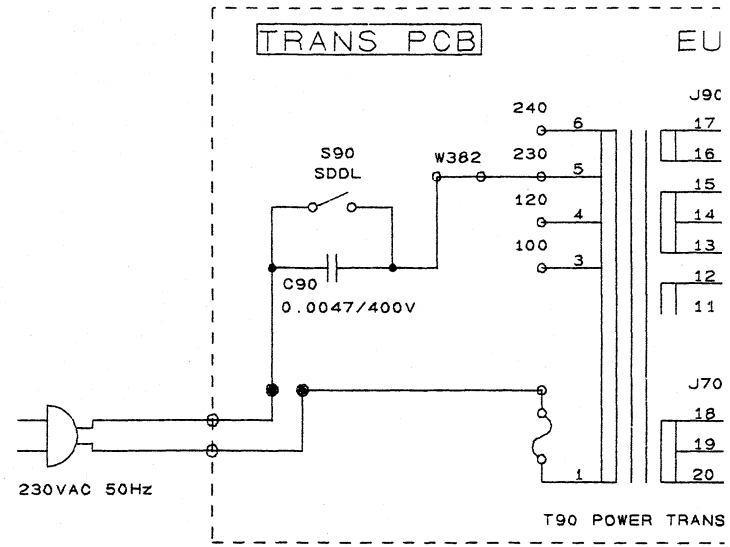 TRANS PCB
EU
J90
240
6
17
16
S90
SDDL
W382
230
5
15
120
4
14
100
3
13
C90
0.0047/400V
12
11
J70
18
19
230VAC 50Hz
1
20
T90 POWER TRANS